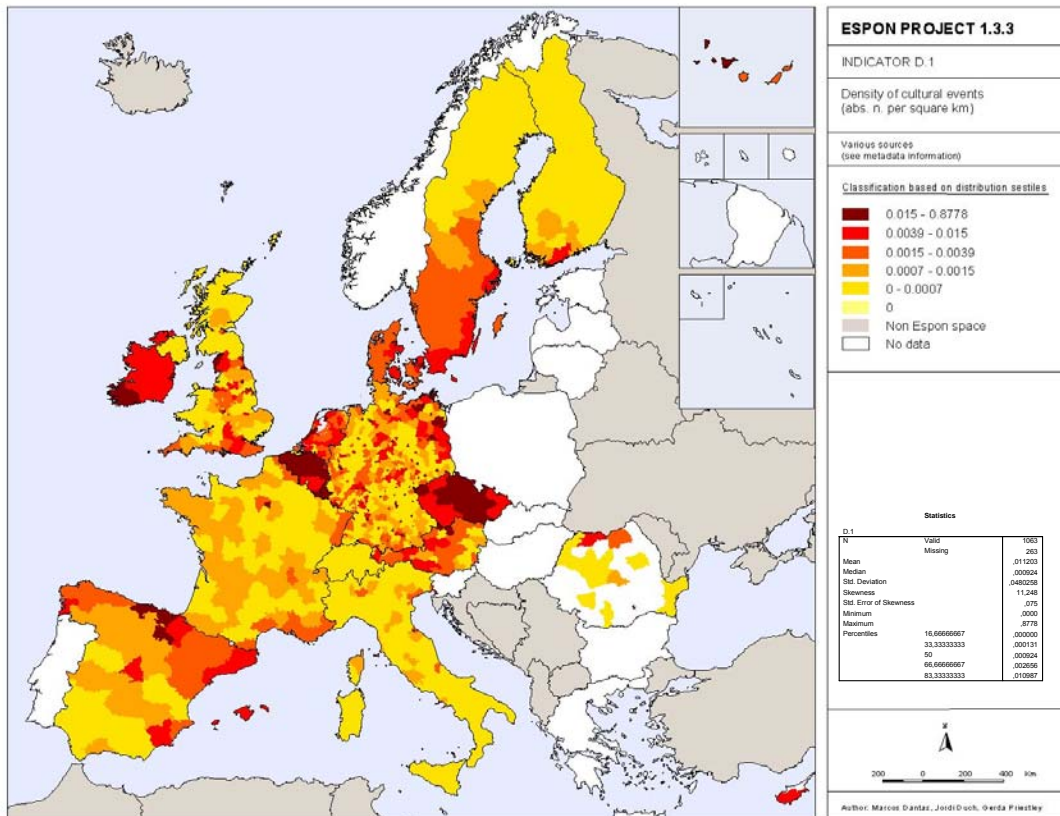 ESPON PROJECT 1.3.3
INDICATOR D.1
Density of cultural events
(abs. n. per square km)
Various sources
(see metadata information)
Classification based on distribution sestiles
0.015 - 0.8778
0.0039 - 0.015
0.0015 - 0.0039
0.0007 - 0.0015
0 - 0.0007
0
Non Espon space
No data
Statistics
D.1
N Valid 1063
Missing 263
Mean ,011203
Median ,000924
Std. Deviation ,0480258
Skewness 11,248
Std. Error of Skewness ,075
Minimum ,0000
Maximum ,8778
Percentiles 16,66666667 ,000000
33,33333333 ,000131
50 ,000924
66,66666667 ,002656
83,33333333 ,010987
N
200 0 200 400 Km
Author: Marcos Dantas, Jordi Duch, Gerda Priestley